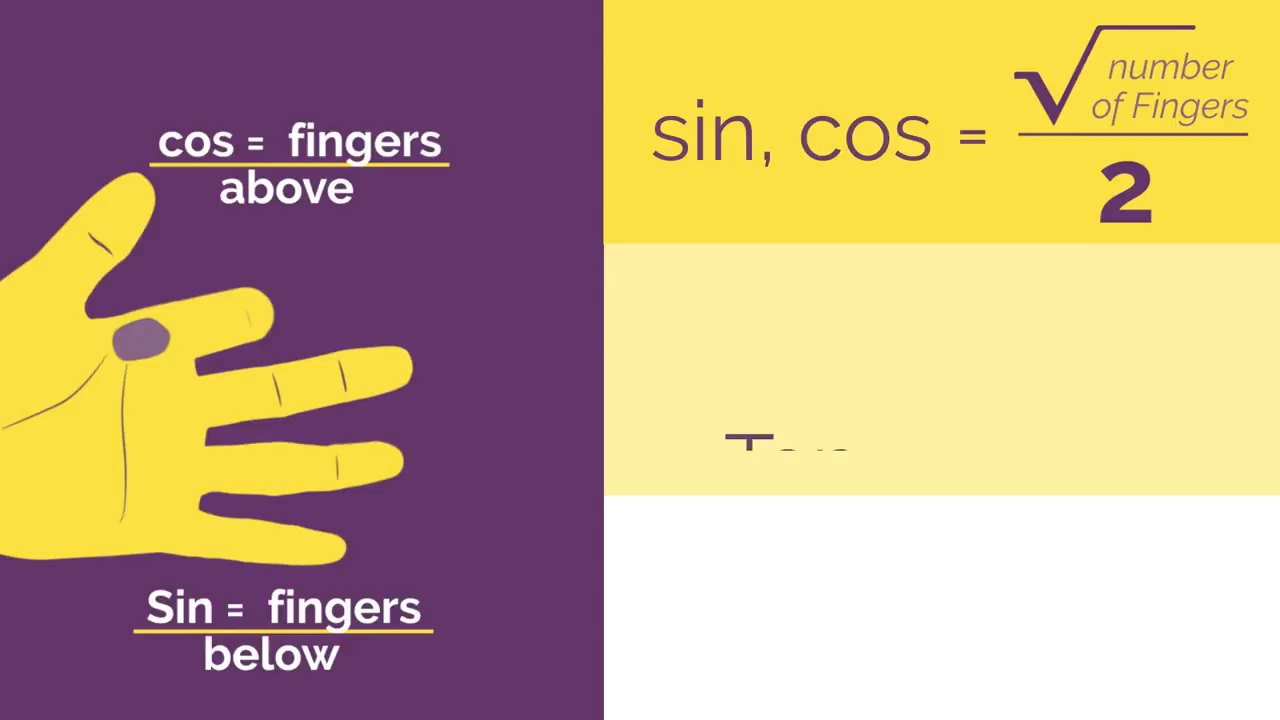 cos = fingers
above
Sin = fingers
below
sin, cos = √number
of Fingers
2